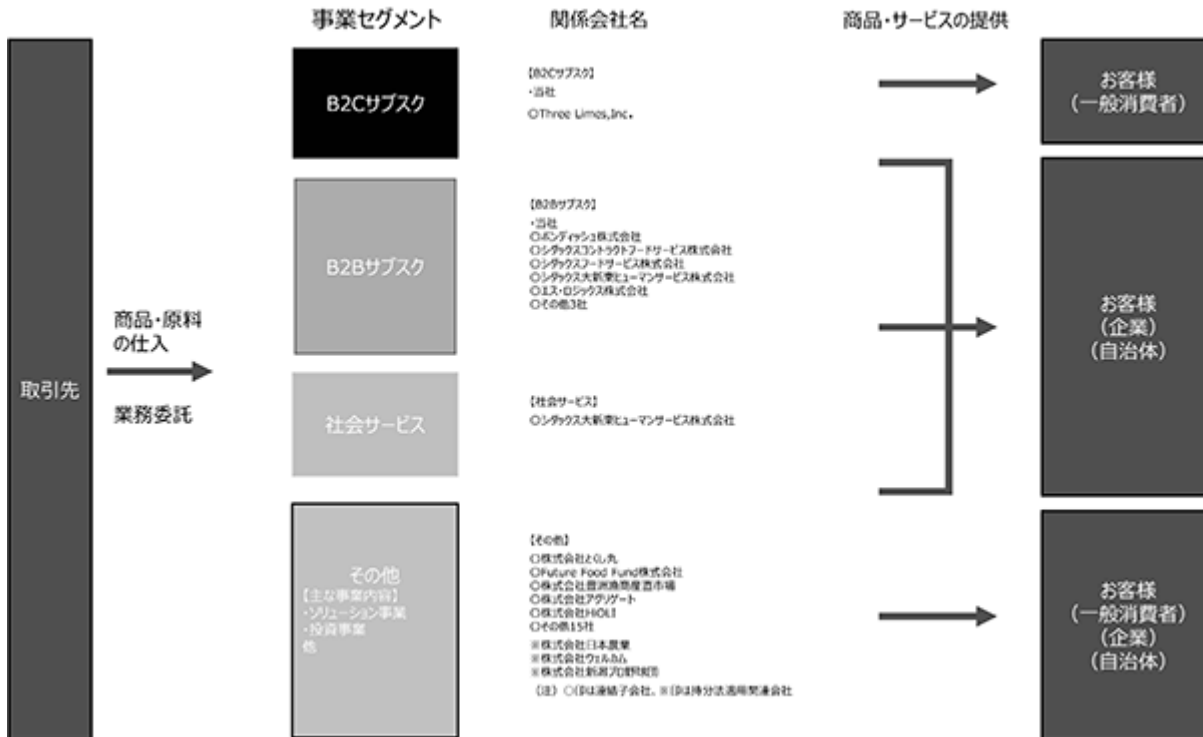 事業セグメント
関係会社名
商品・サービスの提供
取引先
商品・原料
の仕入
業務委託
B2Cサブスク
【B2Cサブスク】
・当社
○Three Limes,Inc.
お客様
(一般消費者)
B2Bサブスク
【B2Bサブスク】
・当社
○ボンディッシュ株式会社
○シダックスコントラクトフードサービス株式会社
○シダックスフードサービス株式会社
○シダックス大新東ヒューマンサービス株式会社
○エス・ロジックス株式会社
○その他3社
社会サービス
【社会サービス】
○シダックス大新東ヒューマンサービス株式会社
お客様
(企業)
(自治体)
その他
【主な事業内容】
・ソリューション事業
・投資事業
他
【その他】
○株式会社とくし丸
○Future Food Fund株式会社
○株式会社豊洲漁商産直市場
○株式会社アグリゲート
○株式会社HiOLI
○その他15社
※株式会社日本農業
※株式会社ウェルカム
※株式会社新潟プロ野球団
(注) ○印は連結子会社、※印は持分法適用関連会社
お客様
(一般消費者)
(企業)
(自治体)